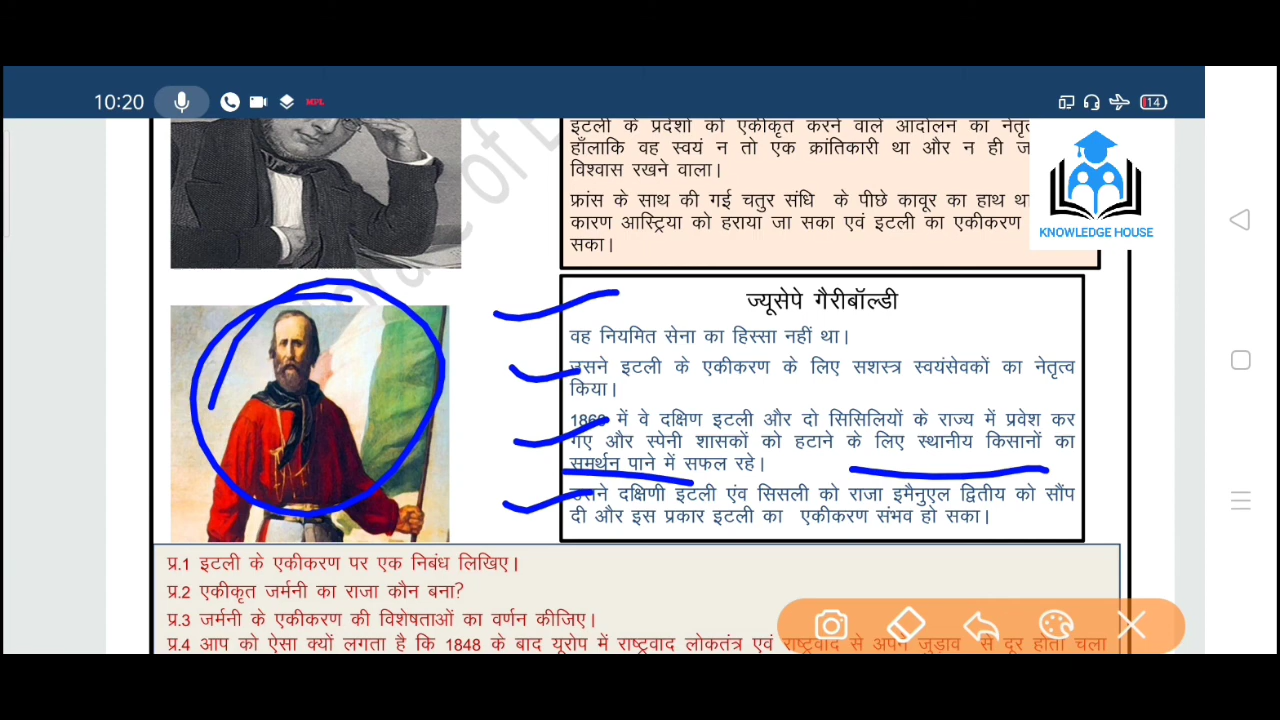 10:20
MPL
14
इटली के प्रदेशों को एकीकृत करने वाले आंदोलन का
हाँलाकि वह स्वयं न तो एक क्रांतिकारी था और न ही
विश्वास रखने वाला।
फ्रांस के साथ की गई चतुर संधि के पीछे कावूर का हाथ
कारण आस्ट्रिया को हराया जा सका एवं इटली का एकीकरण
सका।
KNOWLEDGE HOUSE
ज्यूसेपे गैरीबॉल्डी
वह नियमित सेना का हिस्सा नहीं था।
उसने इटली के एकीकरण के लिए सशस्त्र स्वयंसेवकों का नेतृत्व
किया।
में वे दक्षिण इटली और दो सिसिलियों के राज्य में प्रवेश कर
गए और स्पेनी शासकों को हटाने के लिए स्थानीय किसानों का
समर्थन पाने में सफल रहे।
उसने दक्षिणी इटली एंव सिसली को राजा इमैनुएल द्वितीय को सौंप
दी और इस प्रकार इटली का एकीकरण संभव हो सका।
प्र.1 इटली के एकीकरण पर एक निबंध लिखिए।
प्र.2 एकीकृत जर्मनी का राजा कौन बना?
प्र.3 जर्मनी के एकीकरण की विशेषताओं का वर्णन कीजिए।
प्र.4 आप को ऐसा क्यों लगता है कि 1848 के बाद यूरोप में राष्ट्रवाद लोकतंत्र एवं राष्ट्रवाद से अपने जुड़ाव से दूर होता चला